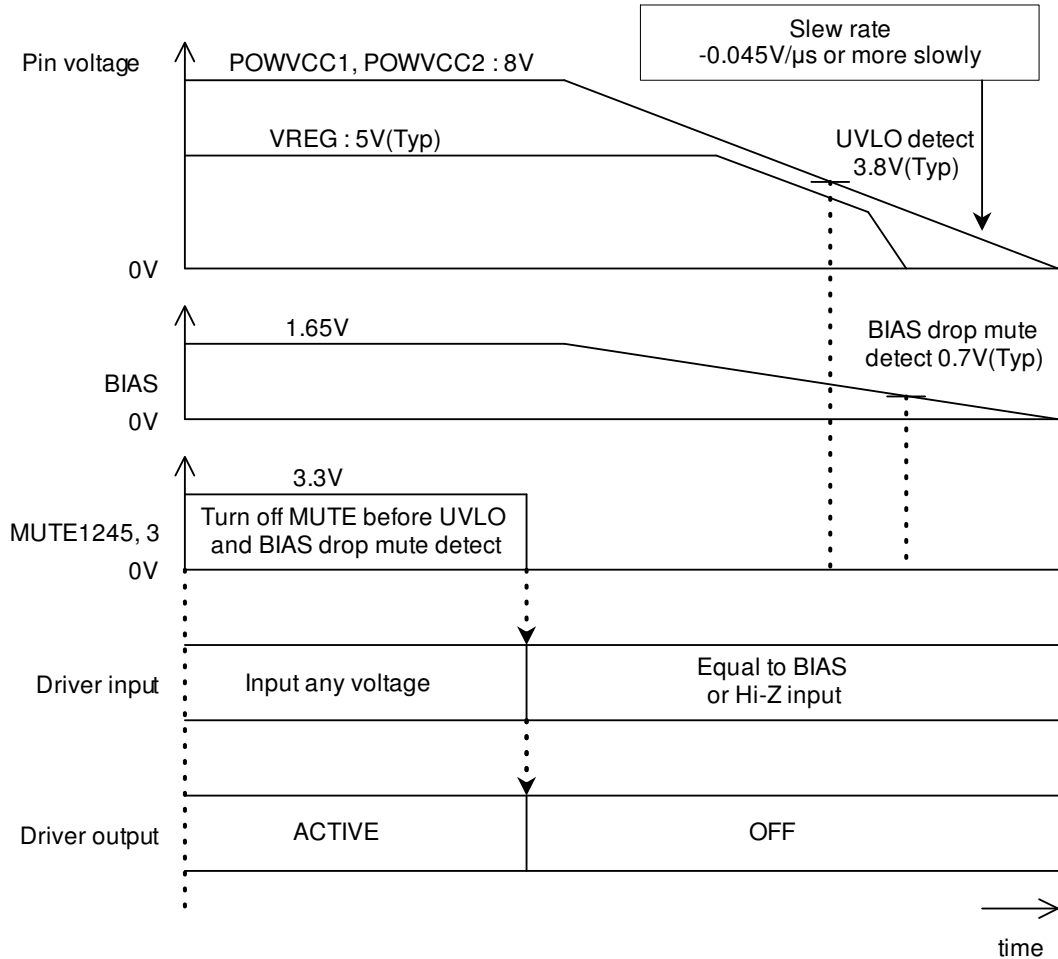 Slew rate
-0.045V/µs or more slowly
Pin voltage
POWVCC1, POWVCC2 : 8V
VREG : 5V(Typ)
UVLO detect
3.8V(Typ)
0V
1.65V
BIAS drop mute
detect 0.7V(Typ)
BIAS
0V
3.3V
MUTE1245, 3
Turn off MUTE before UVLO
and BIAS drop mute detect
0V
Driver input
Input any voltage
Equal to BIAS
or Hi-Z input
Driver output
ACTIVE
OFF
time